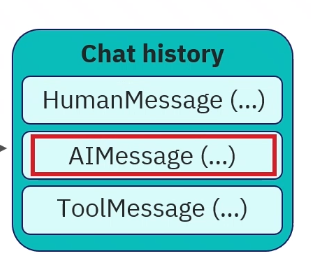 Chat history
HumanMessage (...)
AIMessage (...)
ToolMessage (...)